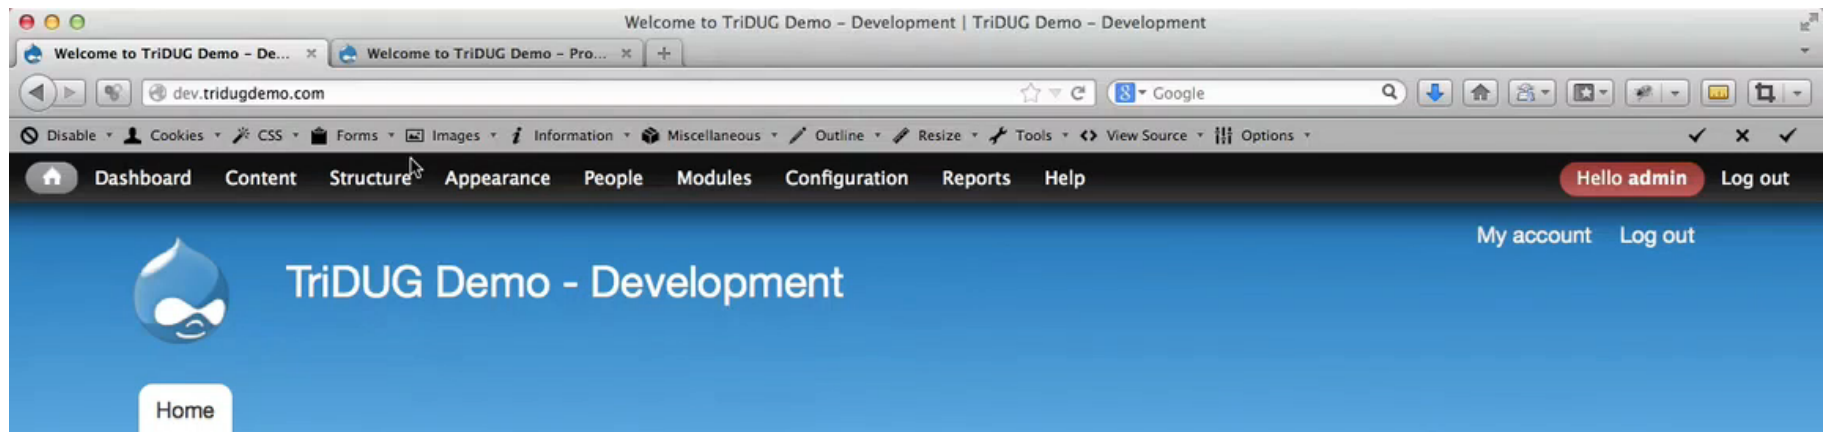 Welcome to TriDUG Demo – Development | TriDUG Demo – Development
Welcome to TriDUG Demo – De... Welcome to TriDUG Demo – Pro...
dev.tridugdemo.com Google
Disable Cookies CSS Forms Images Information Miscellaneous Outline Resize Tools View Source Options
Dashboard Content Structure Appearance People Modules Configuration Reports Help Hello admin Log out
My account Log out
TriDUG Demo - Development
Home